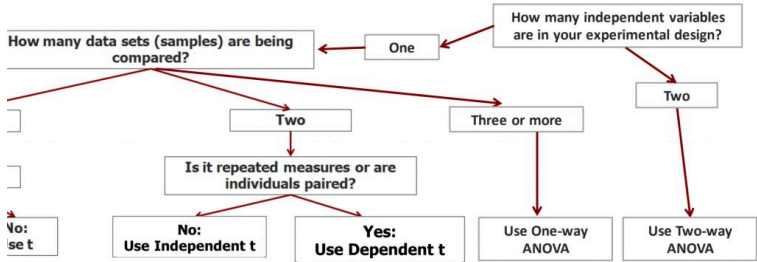 How many independent variables
are in your experimental design?
How many data sets (samples) are being
compared?
One
Two
Two
Three or more
Is it repeated measures or are
individuals paired?
No:
Use t
No:
Use Independent t
Yes:
Use Dependent t
Use One-way
ANOVA
Use Two-way
ANOVA